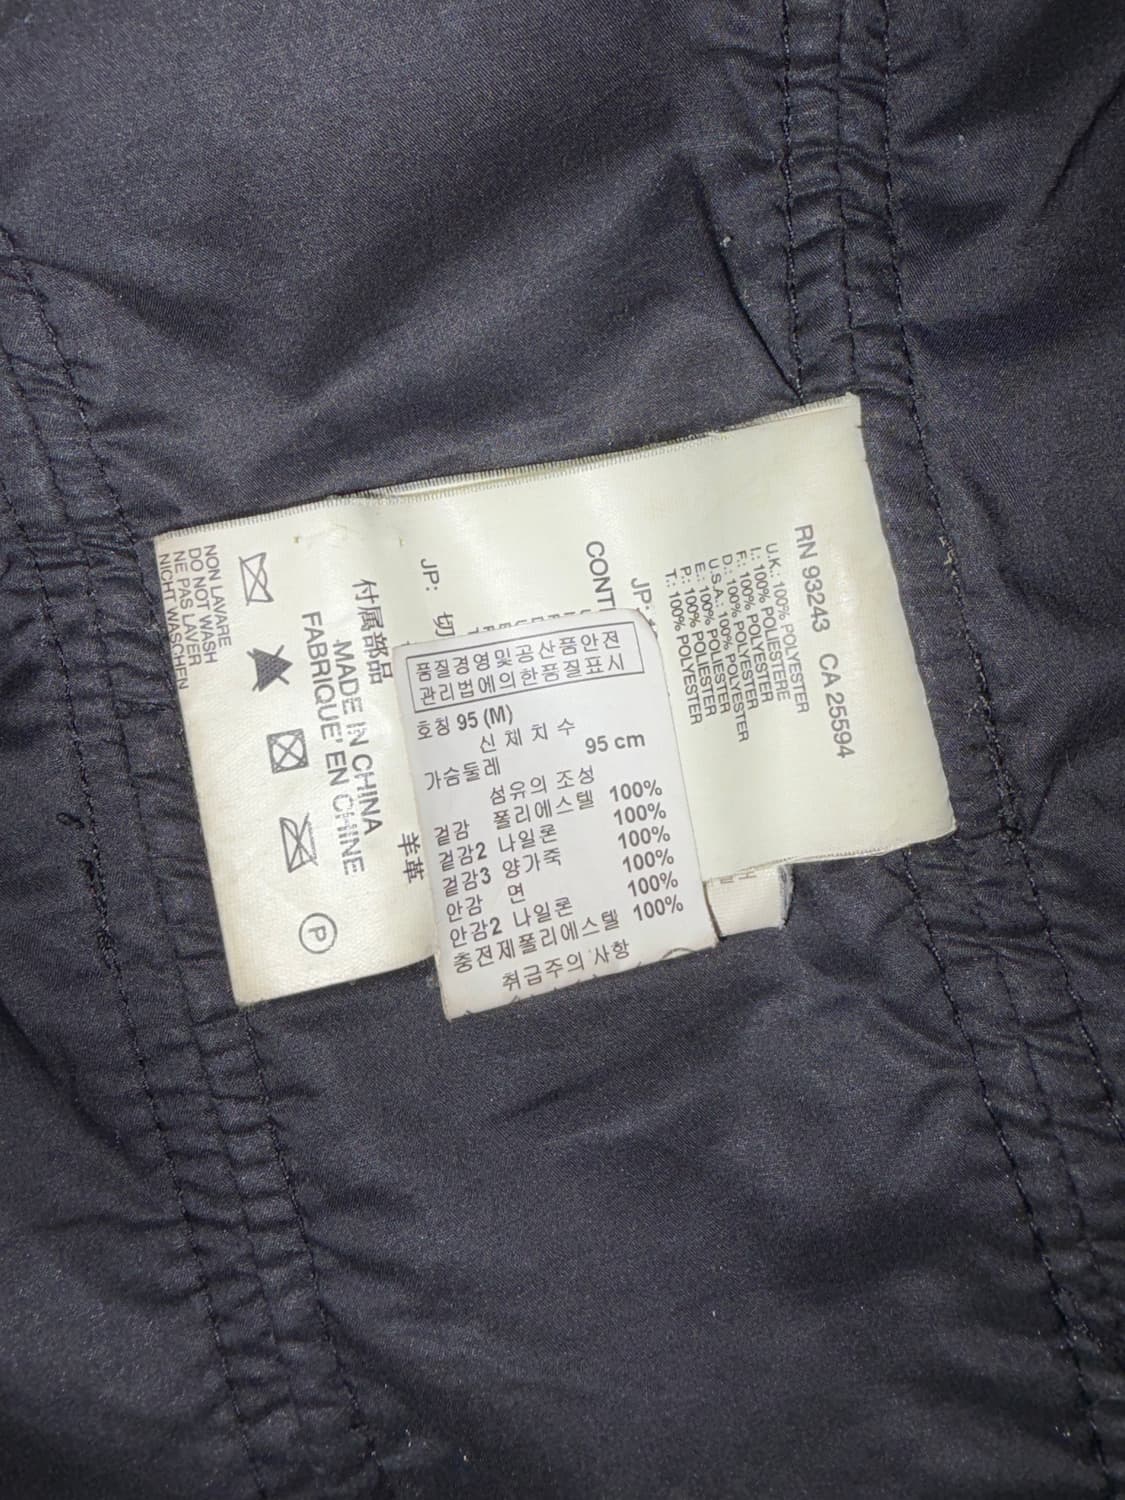 품질경영및공산품안전
관리법에의한품질표시
호칭 95 (M)
신 체 치 수
가슴둘레 95 cm
섬유의 조성
겉감 폴리에스텔 100%
겉감2 나일론 100%
겉감3 양가죽 100%
안감 면 100%
안감2 나일론 100%
충전제폴리에스텔 100%
취급주의 사항
RN 93243 CA 25594
U.K.: 100% POLYESTER
I.: 100% POLIESTERE
F.: 100% POLYESTER
D.: 100% POLYESTER
U.S.A.: 100% POLYESTER
E.: 100% POLIESTER
P.: 100% POLIESTER
T.: 100% POLYESTER
JP:
CONT
JP: 切
羊革
付属部品
MADE IN CHINA
FABRIQUE' EN CHINE
P
NON LAVARE
DO NOT WASH
NE PAS LAVER
NICHT WASCHEN